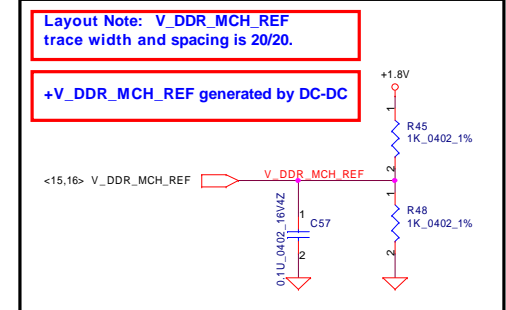 Layout Note: V_DDR_MCH_REF
trace width and spacing is 20/20.
+V_DDR_MCH_REF generated by DC-DC
+1.8V
1
R45
1K_0402_1%
2
<15,16> V_DDR_MCH_REF
V_DDR_MCH_REF
1
R48
1K_0402_1%
2
1
C57
2
0.1U_0402_16V4Z